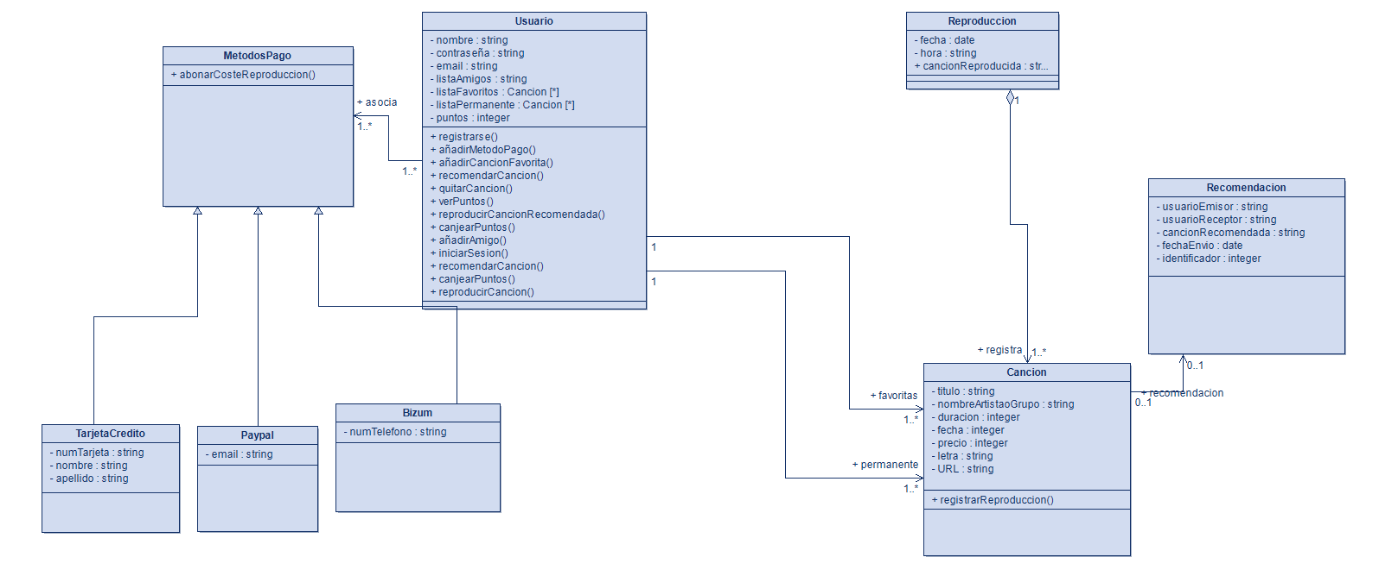 Usuario
- nombre : string
- contraseña : string
- email : string
- listaAmigos : string
- listaFavoritos : Cancion [*]
- listaPermanente : Cancion [*]
- puntos : integer
+ registrarse()
+ añadirMetodoPago()
+ añadirCancionFavorita()
+ recomendarCancion()
+ quitarCancion()
+ verPuntos()
+ reproducirCancionRecomendada()
+ canjearPuntos()
+ añadirAmigo()
+ iniciarSesion()
+ recomendarCancion()
+ canjearPuntos()
+ reproducirCancion()
MetodosPago
+ abonarCosteReproduccion()
+ asocia
1..*
1..*
Reproduccion
- fecha : date
- hora : string
+ cancionReproducida : str...
1
Recomendacion
- usuarioEmisor : string
- usuarioReceptor : string
- cancionRecomendada : string
- fechaEnvio : date
- identificador : integer
1
1
+ registra
1..*
0..1
+ recomendacion
0..1
Cancion
- titulo : string
- nombreArtistaoGrupo : string
- duracion : integer
- fecha : integer
- precio : integer
- letra : string
- URL : string
+ registrarReproduccion()
+ favoritas
1..*
+ permanente
1..*
TarjetaCredito
- numTarjeta : string
- nombre : string
- apellido : string
Paypal
- email : string
Bizum
- numTelefono : string